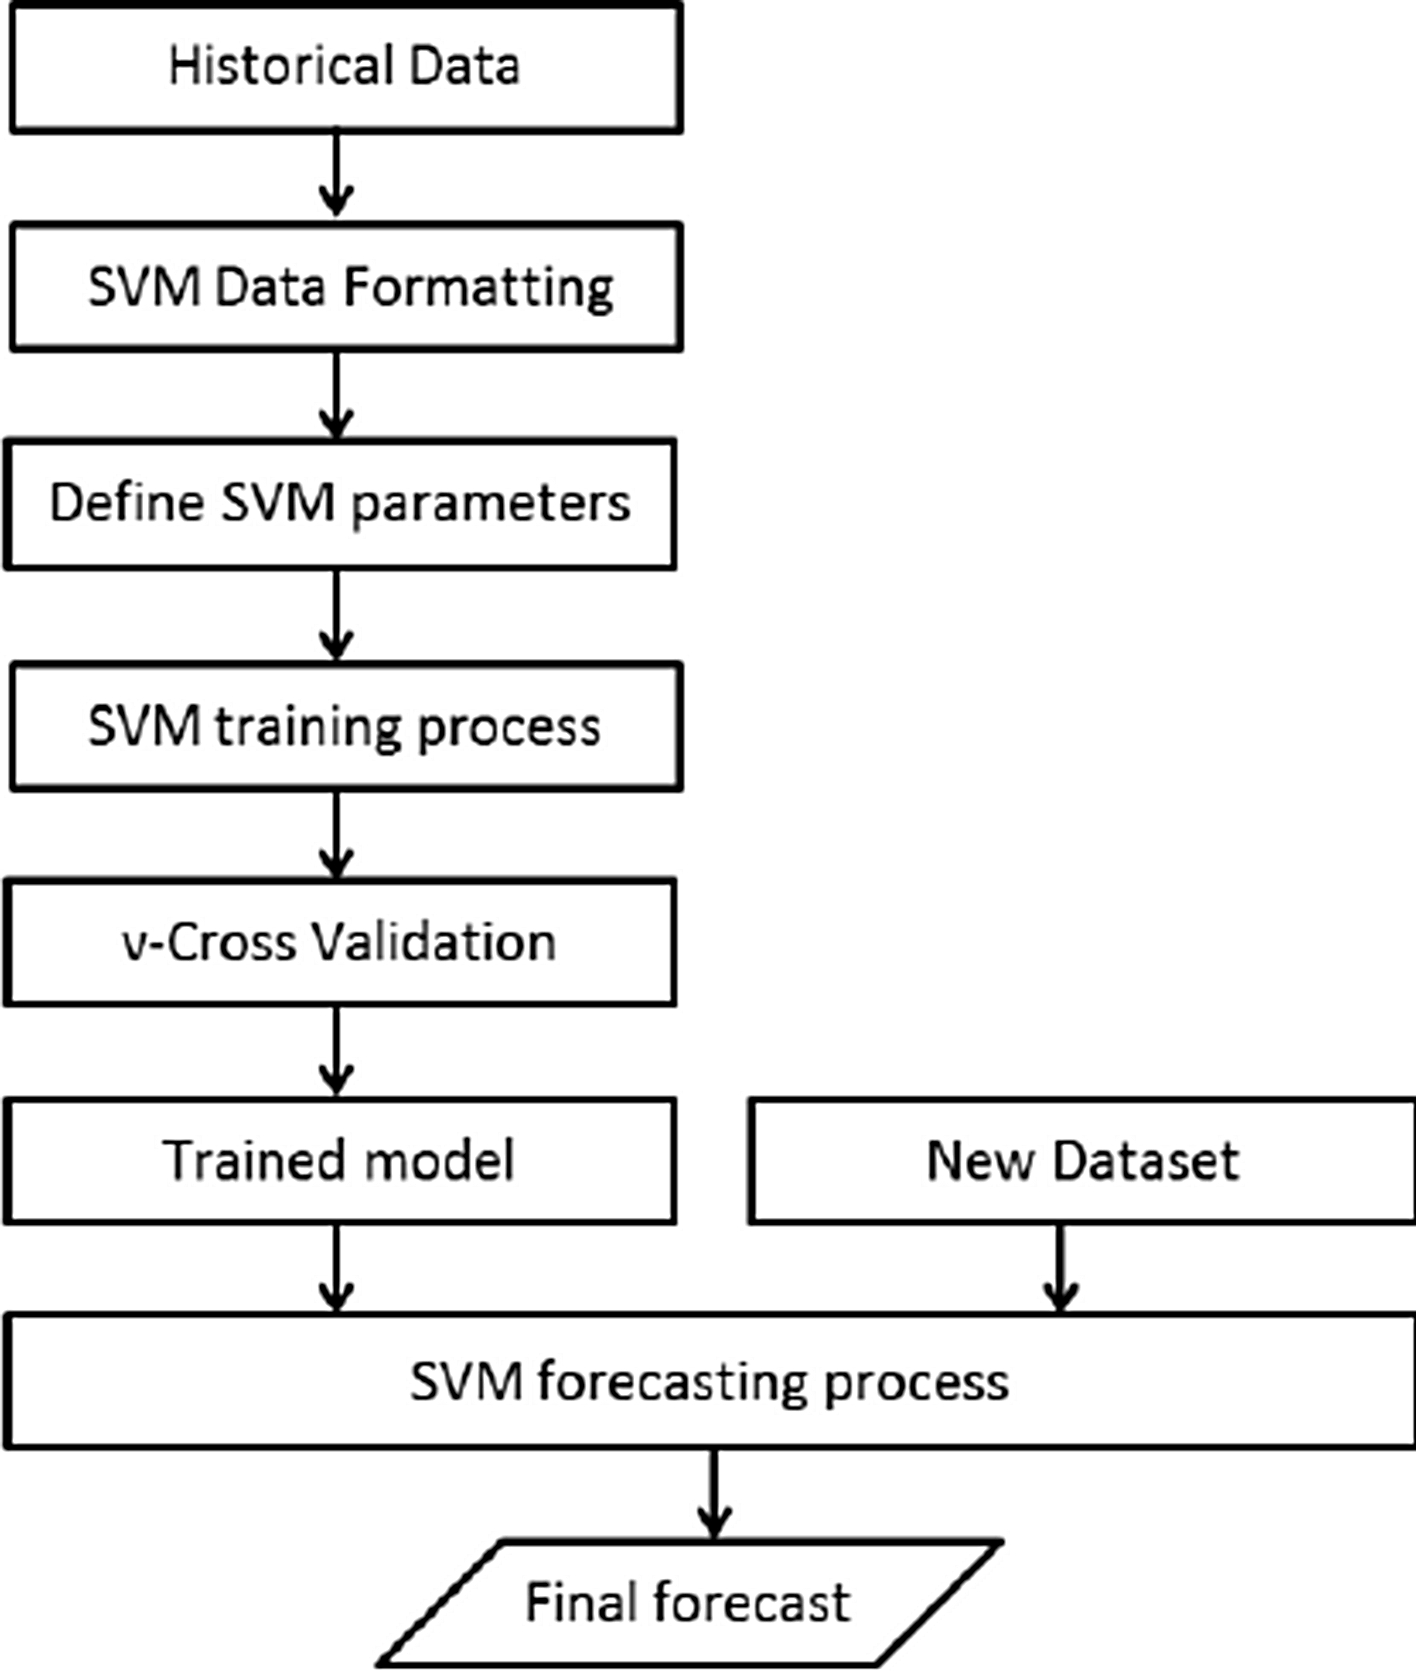 Historical Data
SVM Data Formatting
Define SVM parameters
SVM training process
ν-Cross Validation
Trained model
New Dataset
SVM forecasting process
Final forecast